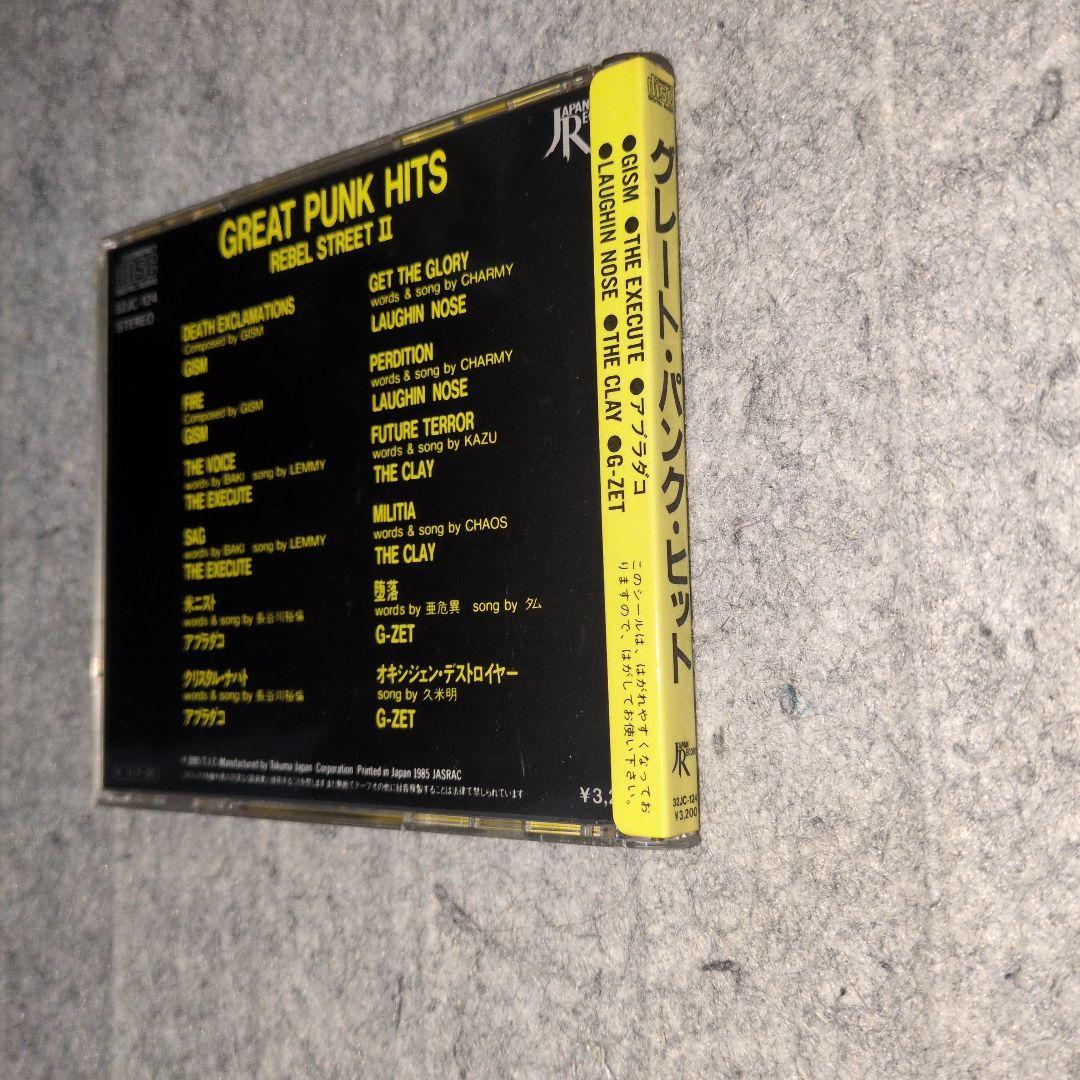 GREAT PUNK HITS
REBEL STREET II
COMPACT
disc
DIGITAL AUDIO
32JC-124
STEREO
DEATH EXCLAMATIONS
Composed by GISM
GISM
FIRE
Composed by GISM
GISM
THE VOICE
words by BAKI song by LEMMY
THE EXECUTE
SAG
words by BAKI song by LEMMY
THE EXECUTE
米ニスト
words & song by 長谷川裕倫
アブラダコ
クリスタル・ナハト
words & song by 長谷川裕倫
アブラダコ
GET THE GLORY
words & song by CHARMY
LAUGHIN NOSE
PERDITION
words & song by CHARMY
LAUGHIN NOSE
FUTURE TERROR
words & song by KAZU
THE CLAY
MILITIA
words & song by CHAOS
THE CLAY
堕落
words by 亜危異 song by タム
G-ZET
オキシジェン・デストロイヤー
song by 久米明
G-ZET
Manufactured by Tokuma Japan Corporation Printed in Japan 1985 JASRAC
¥3,2
JAPAN RECO
グレート・パンク・ヒット
●GISM ●THE EXECUTE ●アブラダコ
●LAUGHIN NOSE ●THE CLAY ●G-ZET
このシールは、はがれやすくなってお
りますので、はがしてお使い下さい。
JAPAN RECORDS
32JC-124
¥3,200